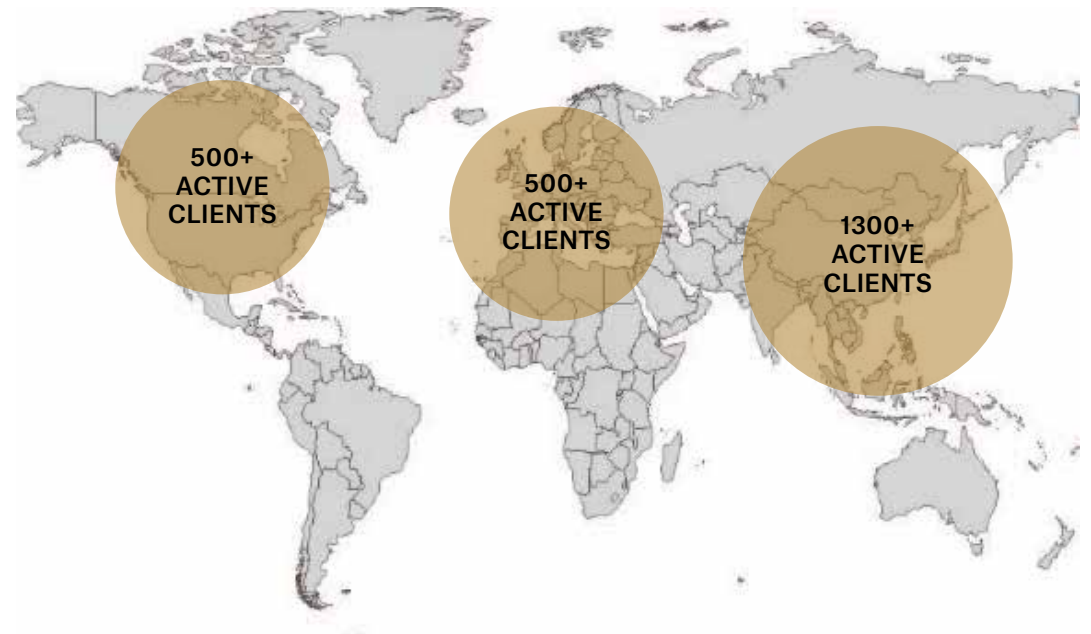 500+
ACTIVE
CLIENTS
500+
ACTIVE
CLIENTS
1300+
ACTIVE
CLIENTS